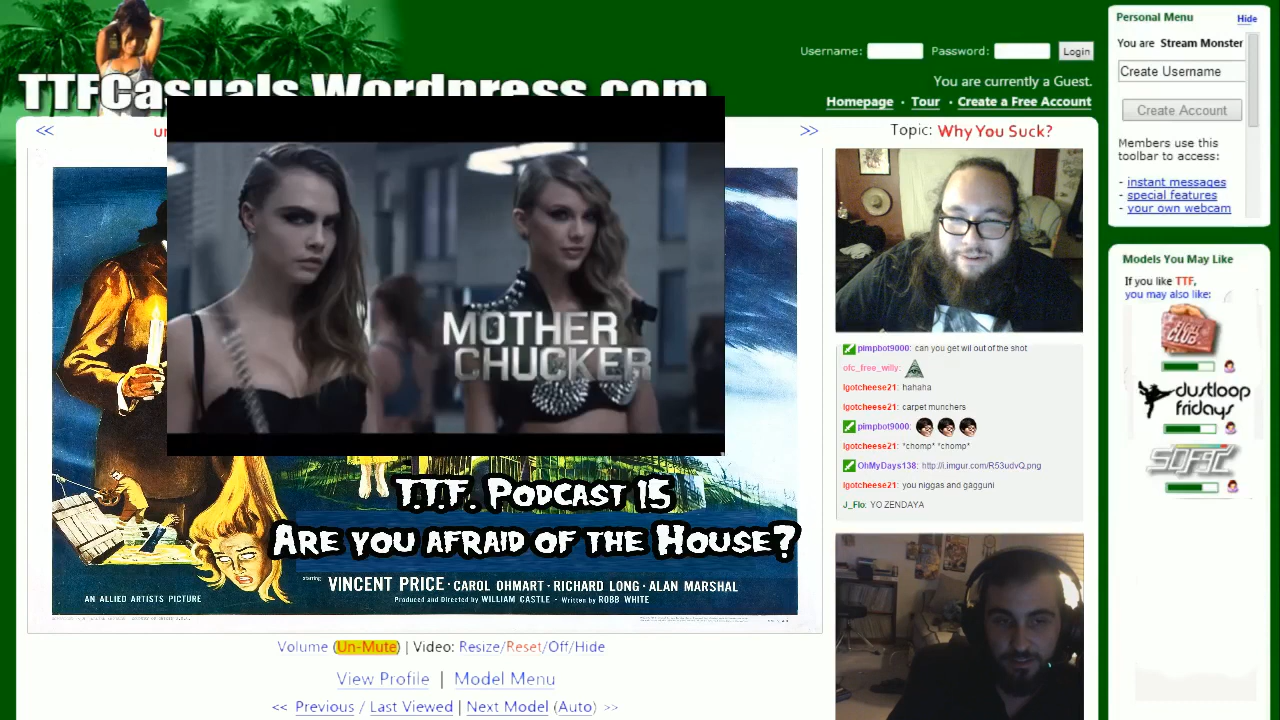 TTFCasuals.Wordpress.com
Username:
Password:
Login
You are currently a Guest.
Homepage · Tour · Create a Free Account
<<
>>
Topic: Why You Suck?
MOTHER
CHUCKER
T.T.F. Podcast 15
Are you afraid of the House?
starring VINCENT PRICE · CAROL OHMART · RICHARD LONG · ALAN MARSHAL
AN ALLIED ARTISTS PICTURE
Produced and Directed by WILLIAM CASTLE · Written by ROBB WHITE
Volume (Un-Mute) | Video: Resize/Reset/Off/Hide
View Profile | Model Menu
<< Previous / Last Viewed | Next Model (Auto) >>
pimpbot9000: can you get wil out of the shot
ofc_free_willy:
lgotcheese21: hahaha
lgotcheese21: carpet munchers
pimpbot9000:
lgotcheese21: *chomp* *chomp*
OhMyDays138: http://i.imgur.com/R53udvQ.png
lgotcheese21: you niggas and gagguni
J_Flo: YO ZENDAYA
Personal Menu
Hide
You are Stream Monster
Create Username
Create Account
Members use this
toolbar to access:
- instant messages
- special features
- your own webcam
Models You May Like
If you like TTF,
you may also like:
CLUB
dustloop
fridays